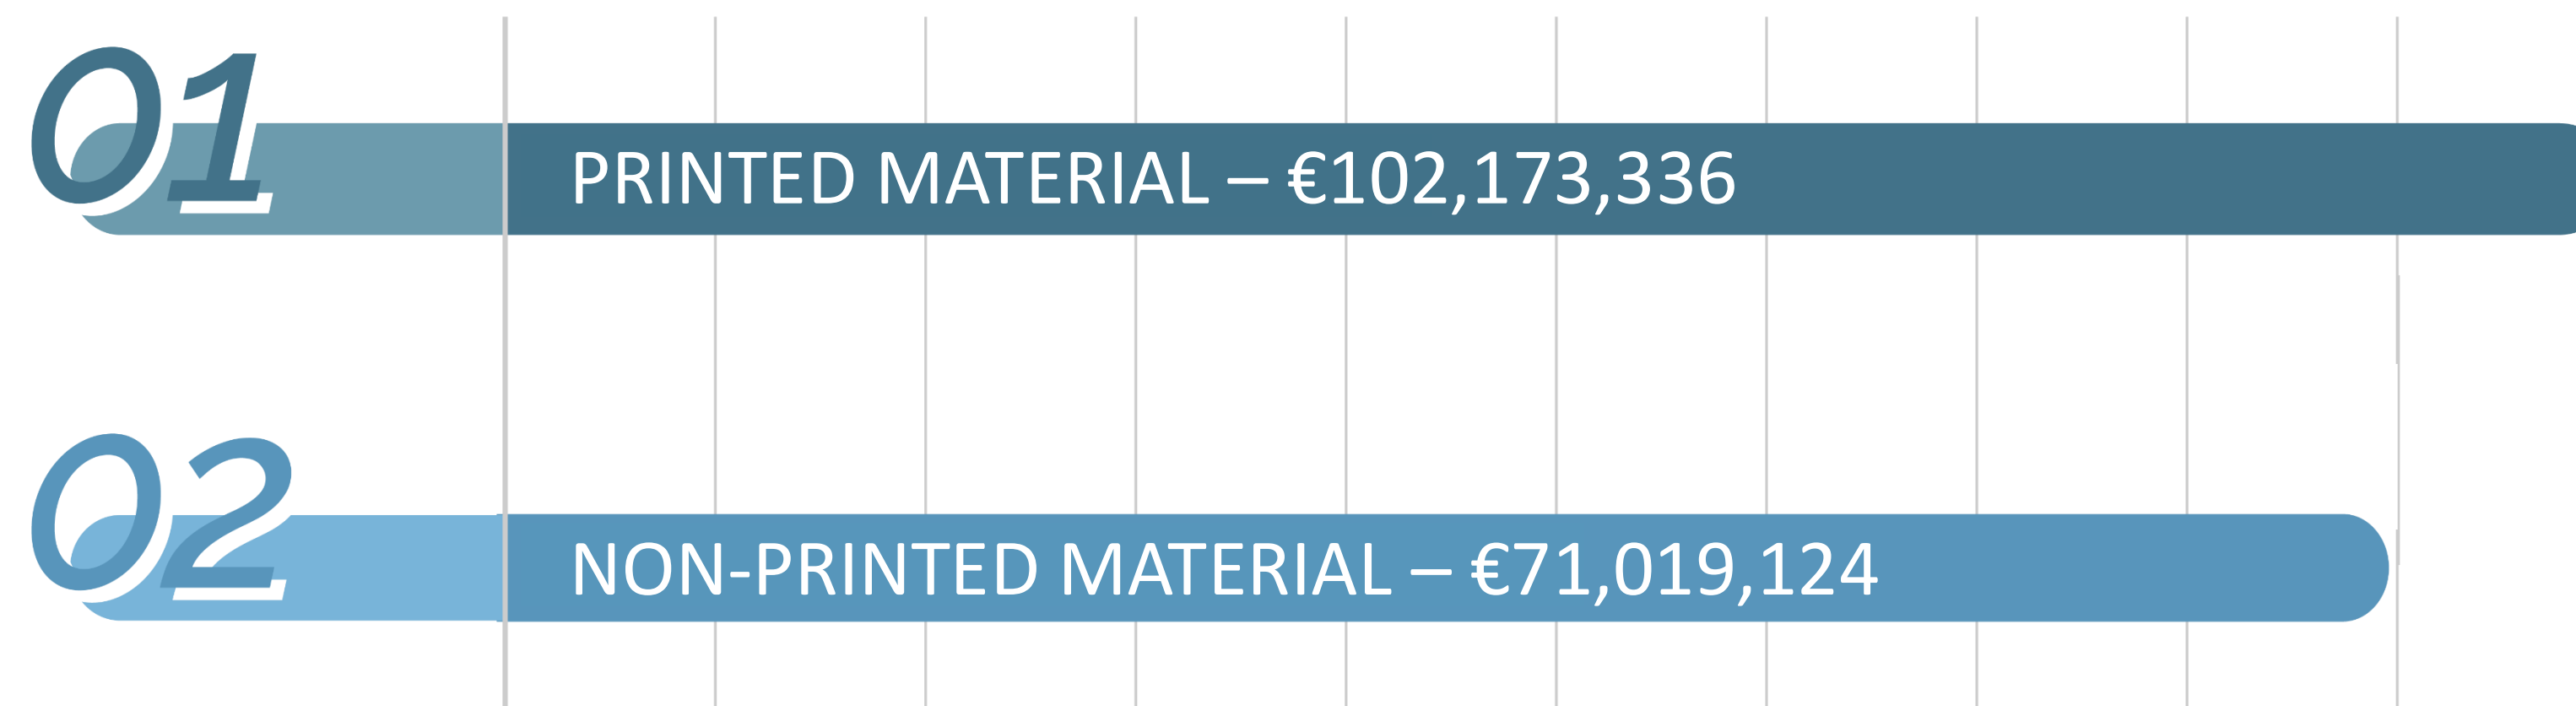 01
PRINTED MATERIAL – €102,173,336
02
NON-PRINTED MATERIAL – €71,019,124